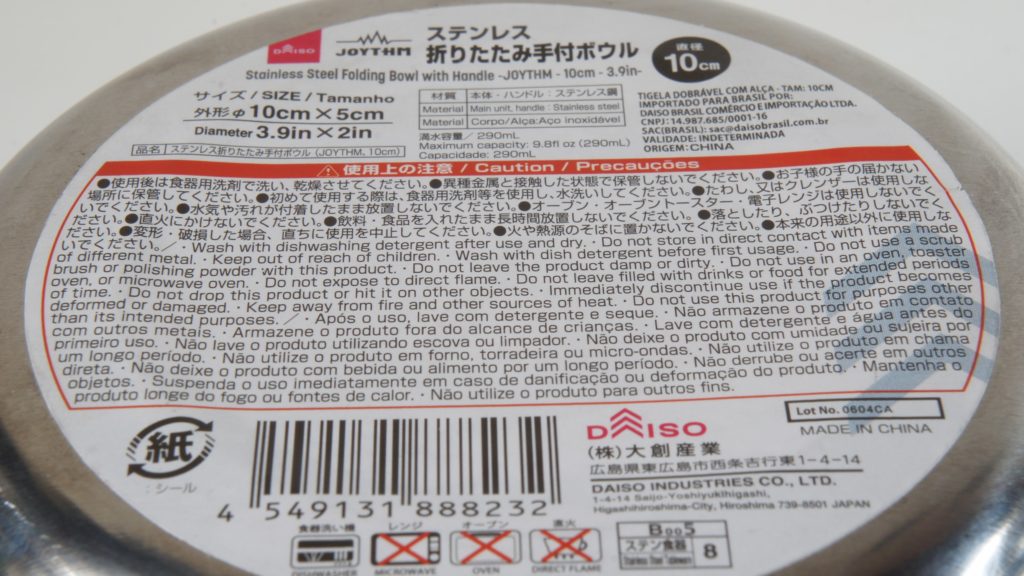 DAISO
JOYTHM
ステンレス
折りたたみ手付ボウル
直径
10cm
Stainless Steel Folding Bowl with Handle -JOYTHM - 10cm - 3.9in-
サイズ / SIZE / Tamanho
外形φ10cm×5cm
Diameter 3.9in×2in
品名 ステンレス折りたたみ手付ボウル (JOYTHM、10cm)
材質 本体・ハンドル：ステンレス鋼
Material Main unit, handle : Stainless steel
Material Corpo/Alça:Aço inoxidável
満水容量／290mL
Maximum capacity: 9.8fl oz (290mL)
Capacidade: 290mL
TIGELA DOBRÁVEL COM ALÇA - TAM: 10CM
IMPORTADO PARA BRASIL POR:
DAISO BRASIL COMÉRCIO E IMPORTAÇÃO LTDA.
CNPJ: 14.987.685/0001-16
SAC(BRASIL): sac@daisobrasil.com.br
VALIDADE: INDETERMINADA
ORIGEM: CHINA
使用上の注意 / Caution / Precauções
●使用後は食器用洗剤で洗い、乾燥させてください。●異種金属と接触した状態で保管しないでください。●お子様の手の届かない
場所に保管してください。●初めて使用する際は、食器用洗剤等を使用し、水洗いしてください。●たわし、又はクレンザーは使用しな
いでください。●水気や汚れが付着したまま放置しないでください。●オーブン・オーブントースター・電子レンジは使用しないでく
ださい。●直火にかけないでください。●飲料・食品を入れたまま長時間放置しないでください。●落としたり、ぶつけたりしないでく
ださい。●変形・破損した場合、直ちに使用を中止してください。●火や熱源のそばに置かないでください。●本来の用途以外に使用しな
いでください。／・Wash with dishwashing detergent after use and dry.・Do not store in direct contact with items made
of different metal.・Keep out of reach of children.・Wash with dish detergent before first usage.・Do not use a scrub
brush or polishing powder with this product.・Do not leave the product damp or dirty.・Do not use in an oven, toaster
oven, or microwave oven.・Do not expose to direct flame.・Do not leave filled with drinks or food for extended periods
of time.・Do not drop this product or hit it on other objects.・Immediately discontinue use if the product becomes
deformed or damaged.・Keep away from fire and other sources of heat.・Do not use this product for purposes other
than its intended purposes.／・Após o uso, lave com detergente e seque.・Não armazene o produto em contato
com outros metais.・Armazene o produto fora do alcance de crianças.・Lave com detergente e água antes do
primeiro uso.・Não lave o produto utilizando escova ou limpador.・Não deixe o produto com umidade ou sujeira por
um longo período.・Não utilize o produto em forno, torradeira ou micro-ondas.・Não utilize o produto em chama
direta.・Não deixe o produto com bebida ou alimento por um longo período.・Não derrube ou acerte em outros
objetos.・Suspenda o uso imediatamente em caso de danificação ou deformação do produto.・Mantenha o
produto longe do fogo ou fontes de calor.・Não utilize o produto para outros fins.
Lot No. 0604CA
MADE IN CHINA
紙
：シール
4 549131 888232
DAISO
(株)大創産業
広島県東広島市西条吉行東1-4-14
DAISO INDUSTRIES CO., LTD.
1-4-14 Saijo-Yoshiyukihigashi,
Higashihiroshima-City, Hiroshima 739-8501 JAPAN
食器洗い機
レンジ
オーブン
直火
DISHWASHER
MICROWAVE
OVEN
DIRECT FLAME
B005
ステン食器
8